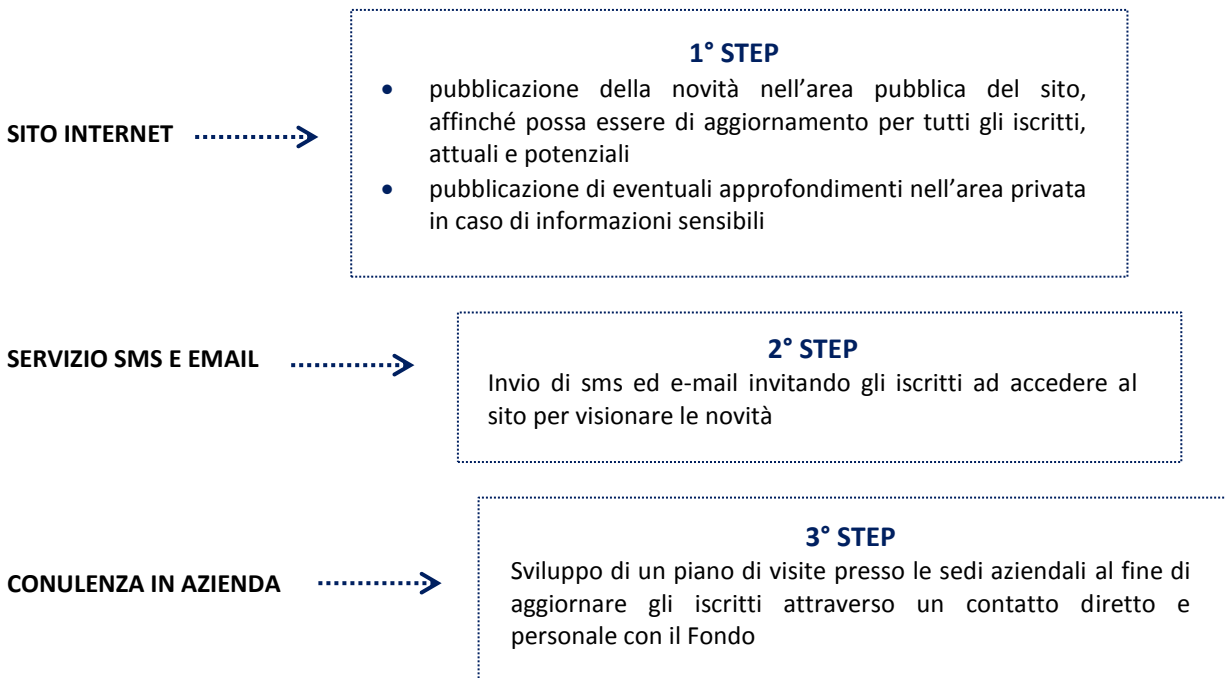 1° STEP
• pubblicazione della novità nell’area pubblica del sito,
affinché possa essere di aggiornamento per tutti gli iscritti,
attuali e potenziali
• pubblicazione di eventuali approfondimenti nell’area privata
in caso di informazioni sensibili
SITO INTERNET
2° STEP
SERVIZIO SMS E EMAIL
Invio di sms ed e-mail invitando gli iscritti ad accedere al
sito per visionare le novità
3° STEP
CONULENZA IN AZIENDA
Sviluppo di un piano di visite presso le sedi aziendali al fine di
aggiornare gli iscritti attraverso un contatto diretto e
personale con il Fondo